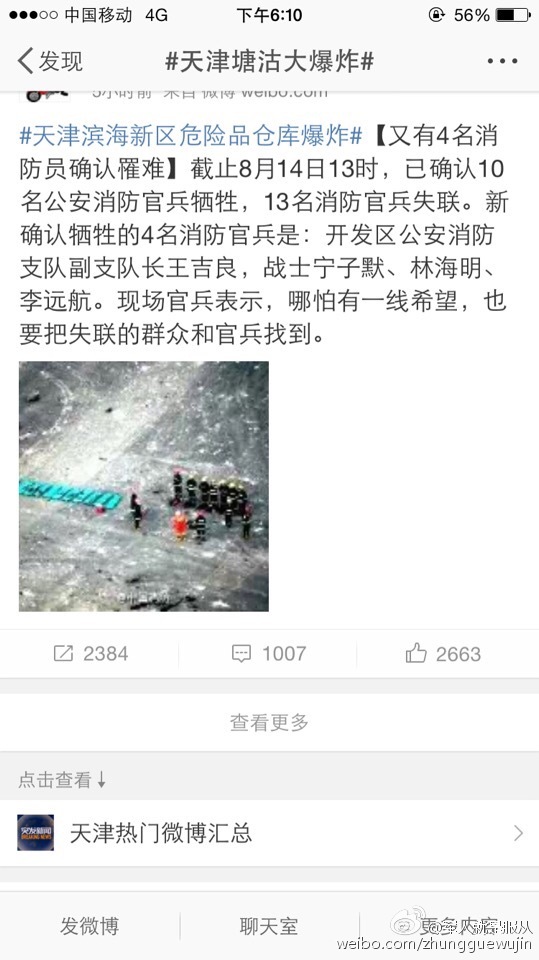 中国移动 4G 下午6:10 56%
发现 #天津塘沽大爆炸#
5小时前 来自 微博 weibo.com
#天津滨海新区危险品仓库爆炸#【又有4名消
防员确认罹难】截止8月14日13时，已确认10
名公安消防官兵牺牲，13名消防官兵失联。新
确认牺牲的4名消防官兵是：开发区公安消防
支队副支队长王吉良，战士宁子默、林海明、
李远航。现场官兵表示，哪怕有一线希望，也
要把失联的群众和官兵找到。
2384 1007 2663
查看更多
点击查看↓
突发新闻
BREAKING NEWS
天津热门微博汇总
发微博 聊天室 更多内容
weibo.com/zhungguewujin